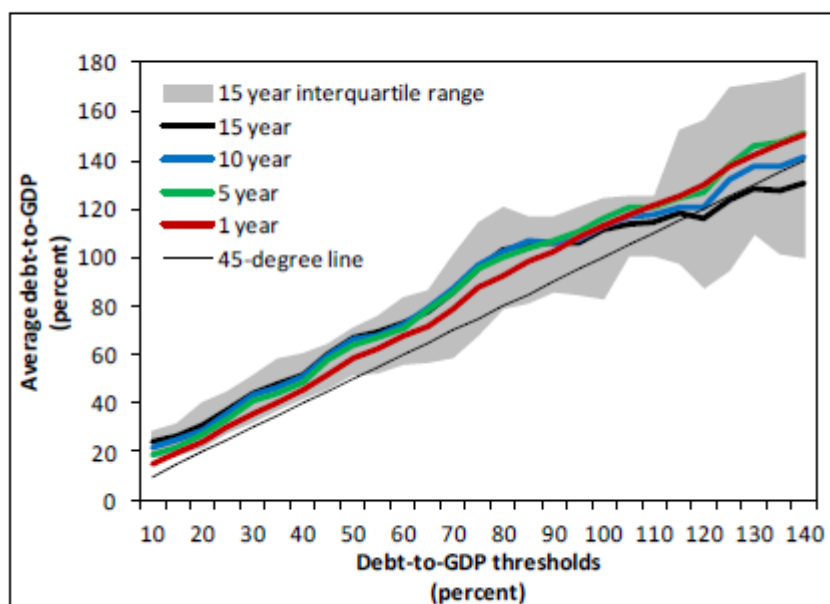 180
160
140
120
100
80
60
40
20
0
Average debt-to-GDP
(percent)
15 year interquartile range
15 year
10 year
5 year
1 year
45-degree line
10 20 30 40 50 60 70 80 90 100 110 120 130 140
Debt-to-GDP thresholds
(percent)